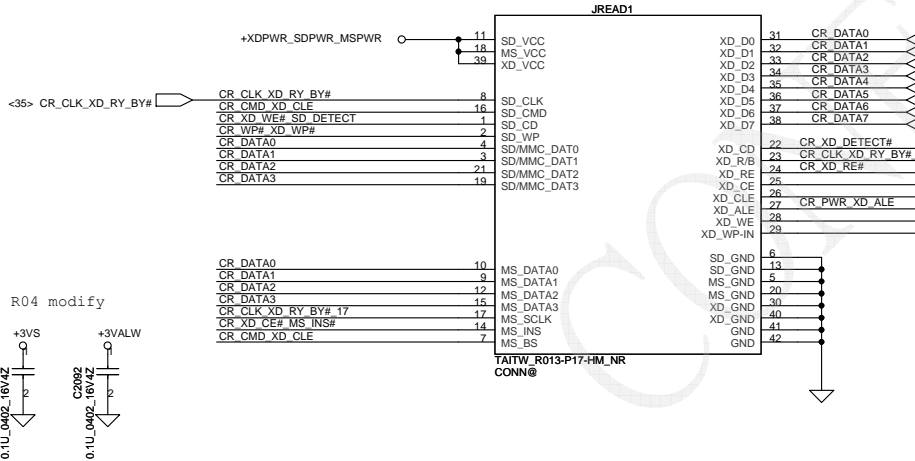 JREAD1
+XDPWR_SDPWR_MSPWR
11 SD_VCC
18 MS_VCC
39 XD_VCC
<35> CR_CLK_XD_RY_BY#
CR_CLK_XD_RY_BY# 8 SD_CLK
CR_CMD_XD_CLE 16 SD_CMD
CR_XD_WE#_SD_DETECT 1 SD_CD
CR_WP#_XD_WP# 2 SD_WP
CR_DATA0 4 SD/MMC_DAT0
CR_DATA1 3 SD/MMC_DAT1
CR_DATA2 21 SD/MMC_DAT2
CR_DATA3 19 SD/MMC_DAT3
CR_DATA0 10 MS_DATA0
CR_DATA1 9 MS_DATA1
CR_DATA2 12 MS_DATA2
CR_DATA3 15 MS_DATA3
CR_CLK_XD_RY_BY#_17 17 MS_SCLK
CR_XD_CE#_MS_INS# 14 MS_INS
CR_CMD_XD_CLE 7 MS_BS
XD_D0 31 CR_DATA0
XD_D1 32 CR_DATA1
XD_D2 33 CR_DATA2
XD_D3 34 CR_DATA3
XD_D4 35 CR_DATA4
XD_D5 36 CR_DATA5
XD_D6 37 CR_DATA6
XD_D7 38 CR_DATA7
XD_CD 22 CR_XD_DETECT#
XD_R/B 23 CR_CLK_XD_RY_BY#
XD_RE 24 CR_XD_RE#
XD_CE 25
XD_CLE 26
XD_ALE 27 CR_PWR_XD_ALE
XD_WE 28
XD_WP-IN 29
SD_GND 6
SD_GND 13
MS_GND 5
MS_GND 20
XD_GND 30
XD_GND 40
GND 41
GND 42
TAITW_R013-P17-HM_NR
CONN@
R04 modify
+3VS
1
2
0.1U_0402_16V4Z
+3VALW
1
2
C2092
0.1U_0402_16V4Z